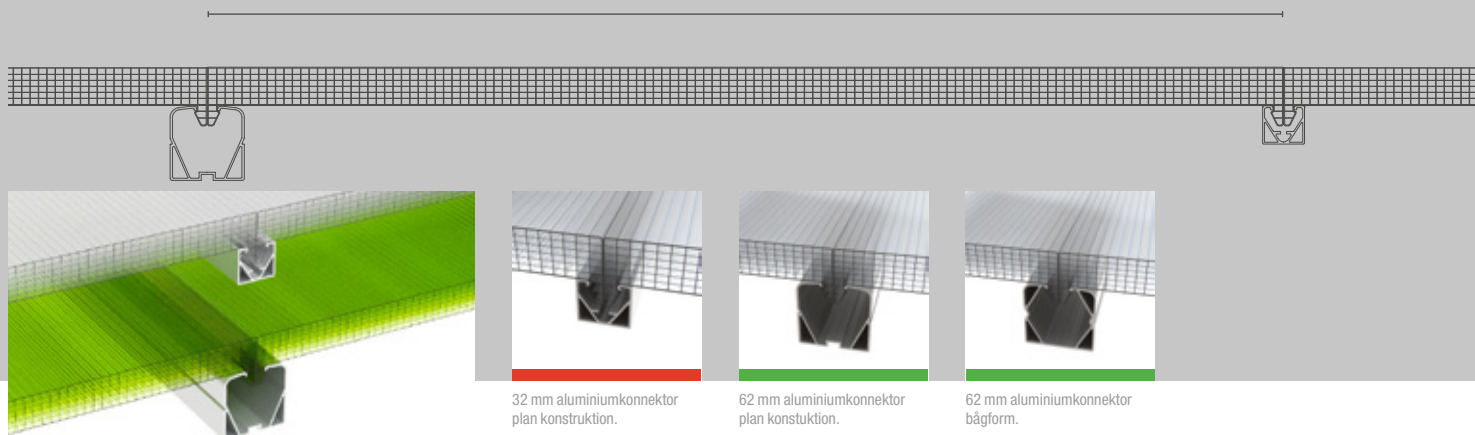 32 mm aluminiumkonnektor
plan konstruktion.
62 mm aluminiumkonnektor
plan konstuktion.
62 mm aluminiumkonnektor
bågform.